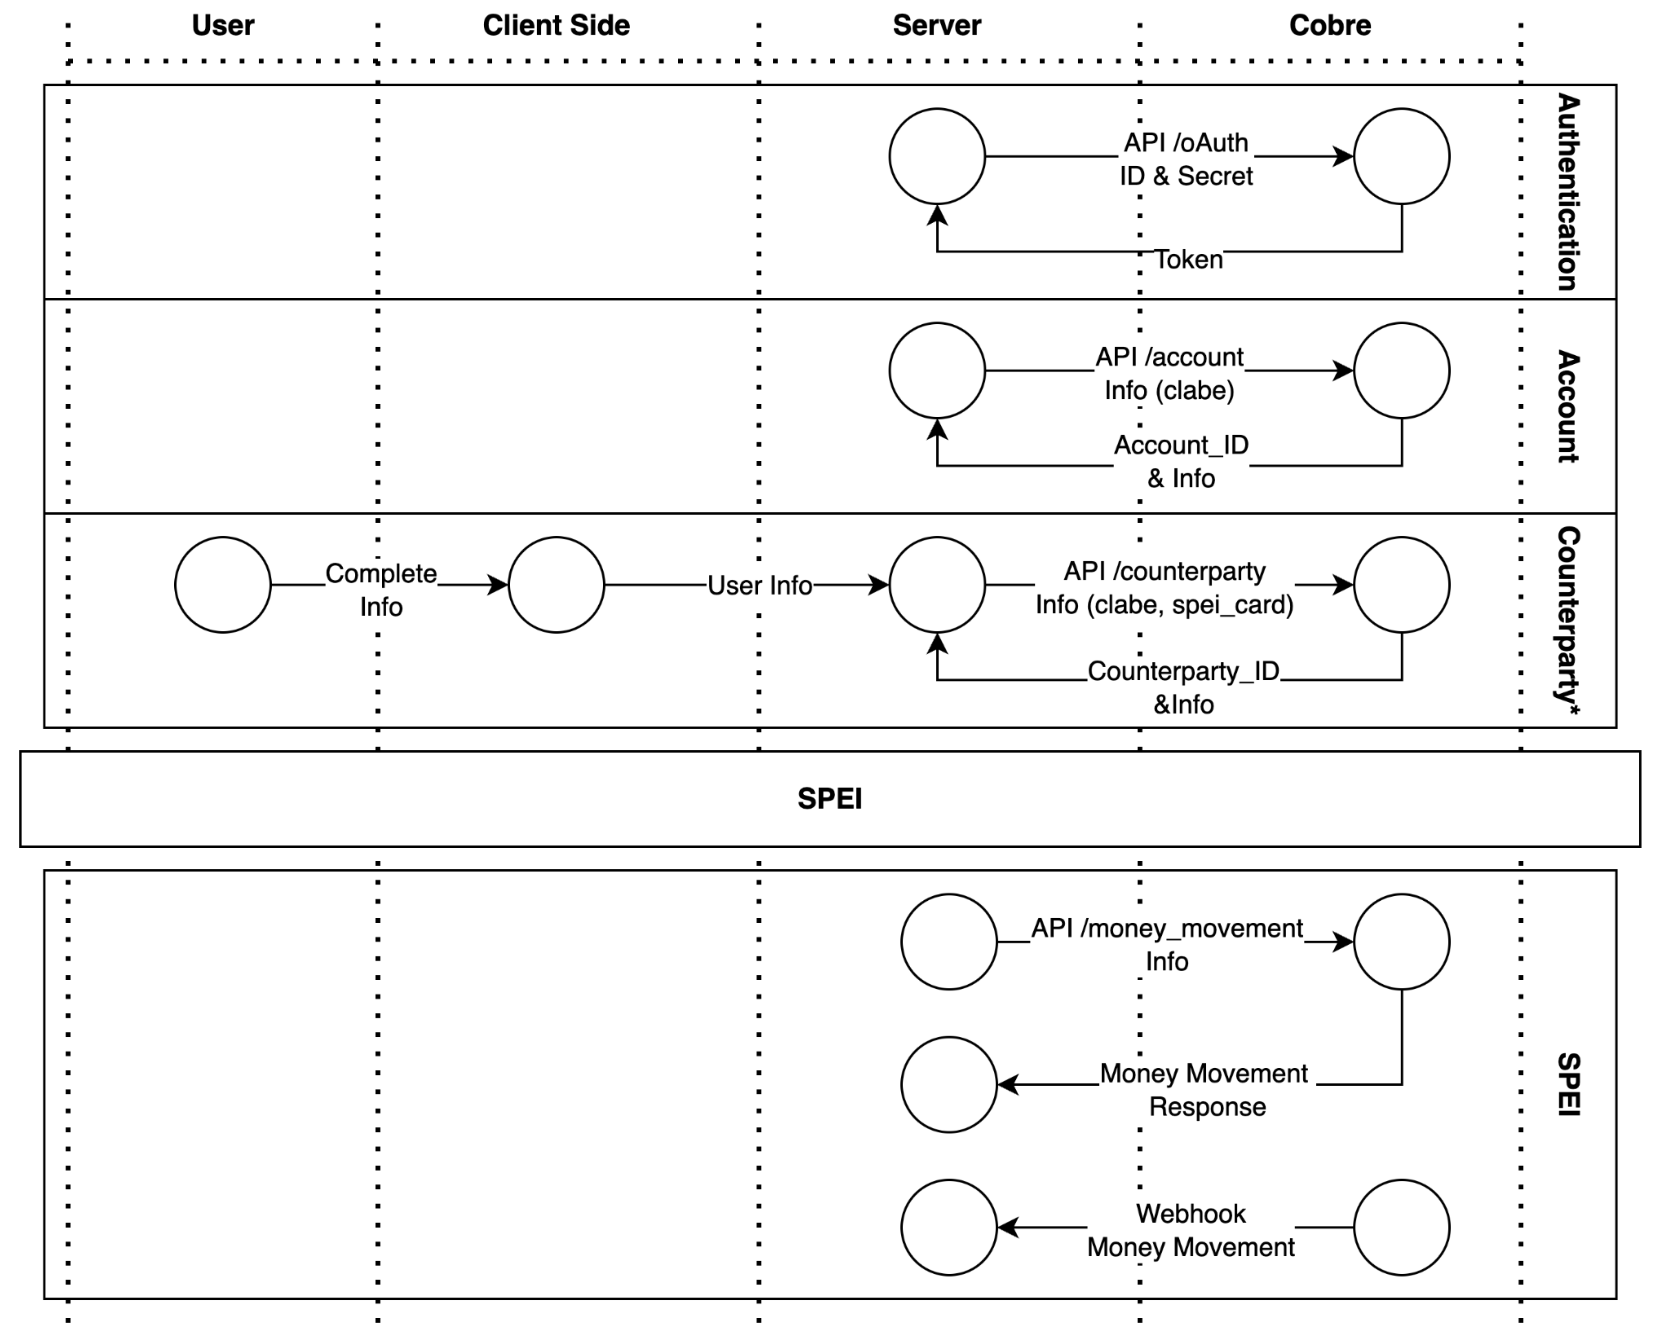 User
Client Side
Server
Cobre
Authentication
API /oAuth
ID & Secret
Token
Account
API /account
Info (clabe)
Account_ID
& Info
Counterparty*
Complete
Info
User Info
API /counterparty
Info (clabe, spei_card)
Counterparty_ID
&Info
SPEI
SPEI
API /money_movement
Info
Money Movement
Response
Webhook
Money Movement